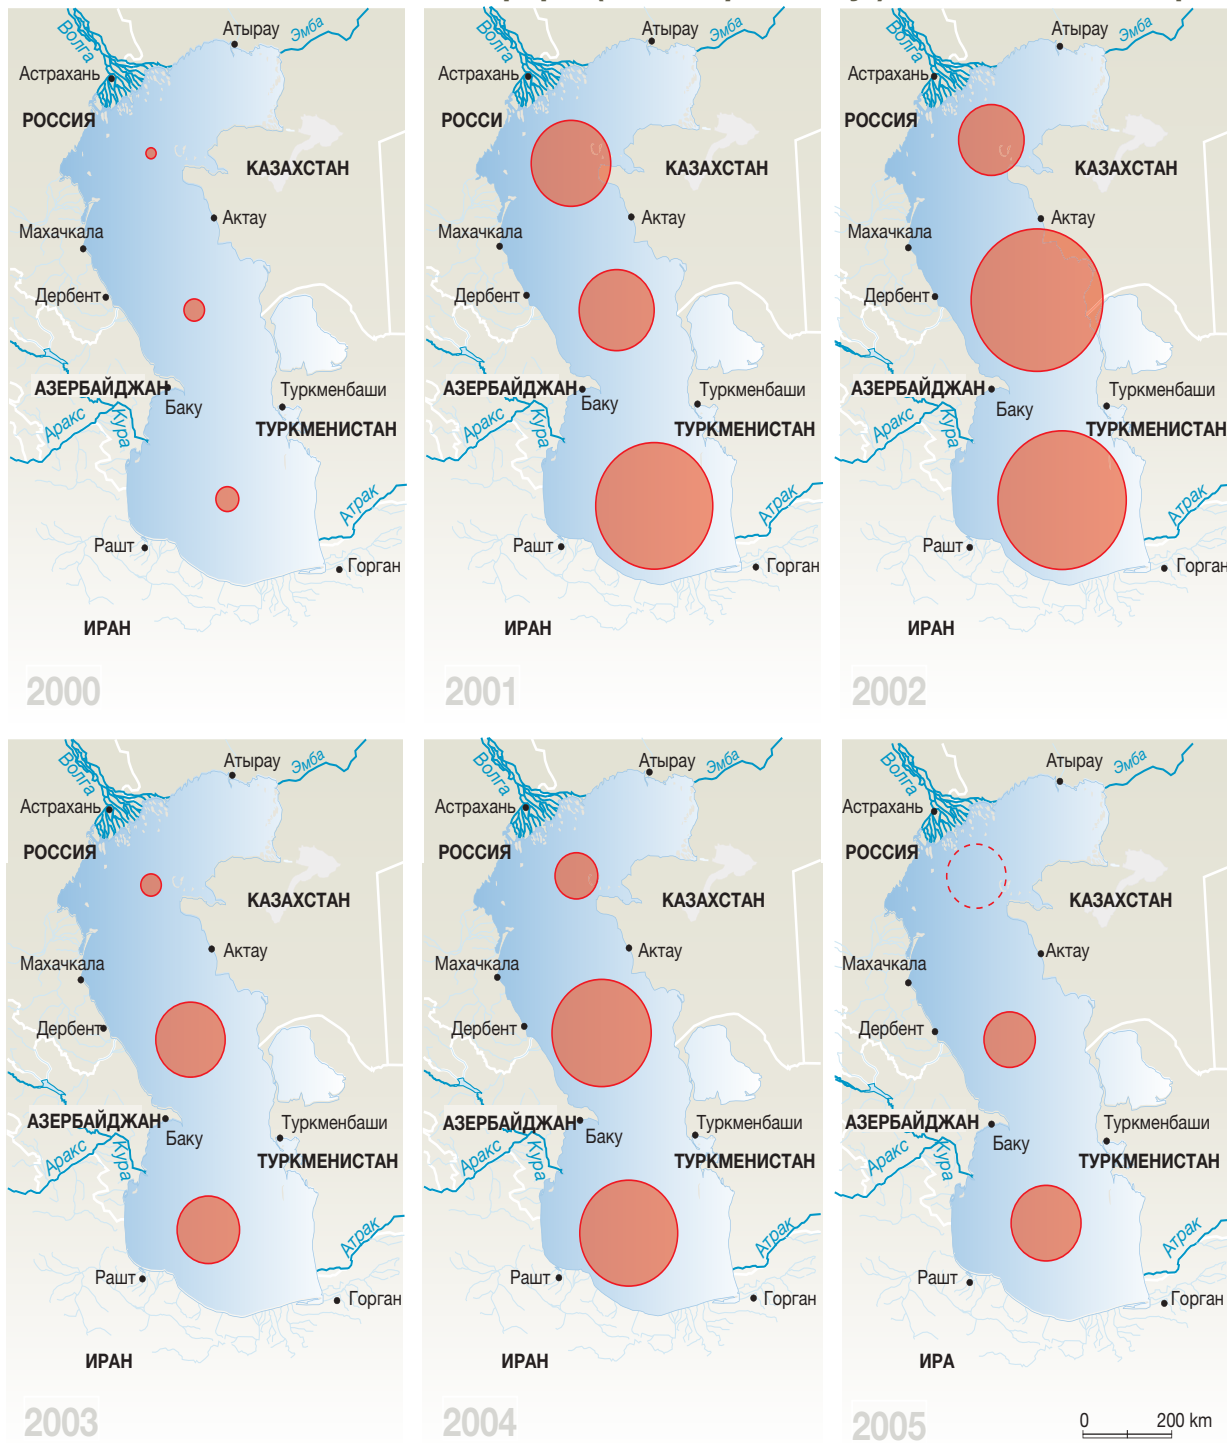 Волга
Атырау
Эмба
Астрахань
РОССИЯ
КАЗАХСТАН
Актау
Махачкала
Дербент
АЗЕРБАЙДЖАН
Баку
Туркменбаши
Аракс
Кура
ТУРКМЕНИСТАН
Атрак
Рашт
Горган
ИРАН
2000
Волга
Атырау
Эмба
Астрахань
РОССИ
КАЗАХСТАН
Актау
Махачкала
Дербент
АЗЕРБАЙДЖАН
Баку
Туркменбаши
Аракс
Кура
ТУРКМЕНИСТАН
Атрак
Рашт
Горган
ИРАН
2001
Волга
Атырау
Эмба
Астрахань
РОССИЯ
КАЗАХСТАН
Актау
Махачкала
Дербент
АЗЕРБАЙДЖАН
Баку
Туркменбаши
Аракс
Кура
ТУРКМЕНИСТАН
Атрак
Рашт
Горган
ИРАН
2002
Волга
Атырау
Эмба
Астрахань
РОССИЯ
КАЗАХСТАН
Актау
Махачкала
Дербент
АЗЕРБАЙДЖАН
Баку
Туркменбаши
Аракс
Кура
ТУРКМЕНИСТАН
Атрак
Рашт
Горган
ИРАН
2003
Волга
Атырау
Эмба
Астрахань
РОССИЯ
КАЗАХСТАН
Актау
Махачкала
Дербент
АЗЕРБАЙДЖАН
Баку
Туркменбаши
Аракс
Кура
ТУРКМЕНИСТАН
Атрак
Рашт
Горган
ИРАН
2004
Волга
Атырау
Эмба
Астрахань
РОССИЯ
КАЗАХСТАН
Актау
Махачкала
Дербент
АЗЕРБАЙДЖАН
Баку
Туркменбаши
Аракс
Кура
ТУРКМЕНИСТАН
Атрак
Рашт
Горган
ИРА
2005
0 200 km